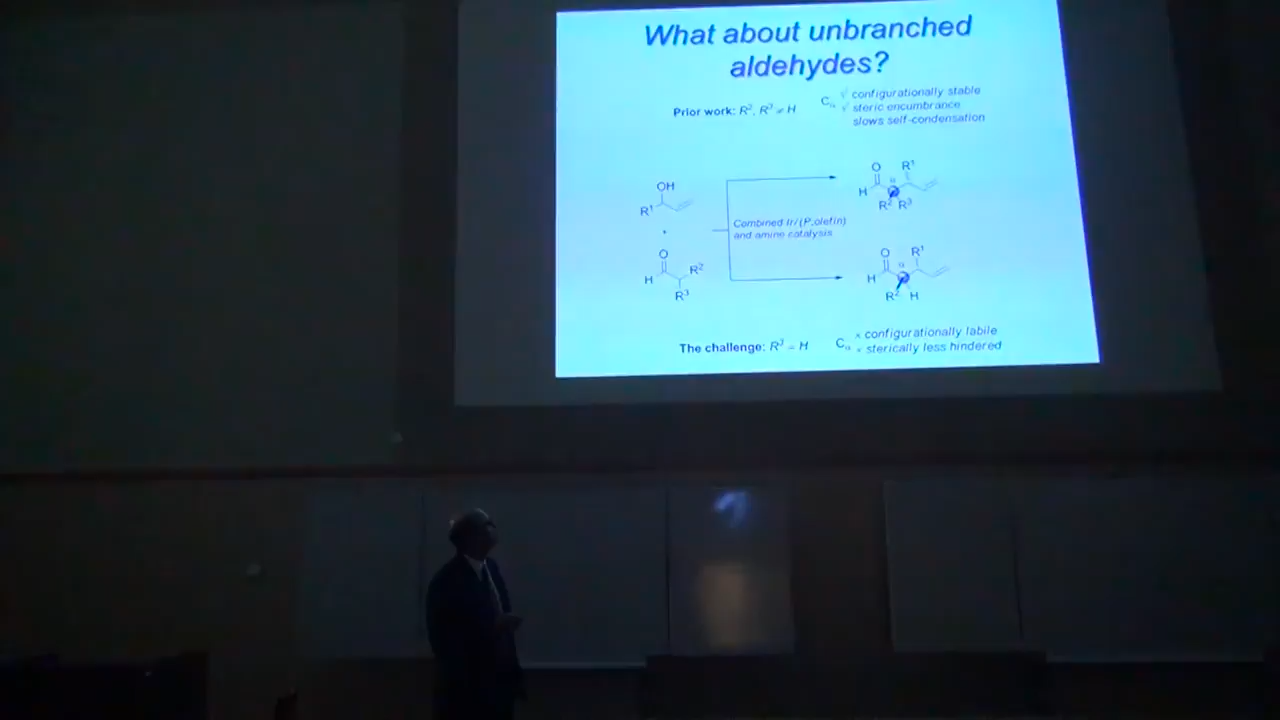 What about unbranched
aldehydes?
Prior work: R², R³ ≠ H
Cα √ configurationally stable
√ steric encumbrance
slows self-condensation
OH
R¹
O
H
R²
R³
Combined Ir/(P,olefin)
and amine catalysis
O
R¹
α
H
R² R³
O
R¹
α
H
R² H
The challenge: R³ = H
Cα × configurationally labile
× sterically less hindered